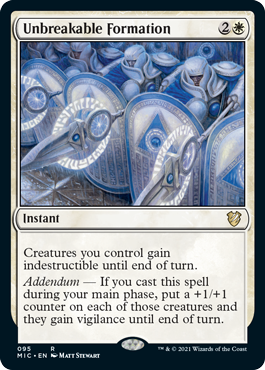 Unbreakable Formation 2
Instant
Creatures you control gain
indestructible until end of turn.
Addendum — If you cast this spell
during your main phase, put a +1/+1
counter on each of those creatures and
they gain vigilance until end of turn.
095 R
MIC • EN Matt Stewart
™ & © 2021 Wizards of the Coast